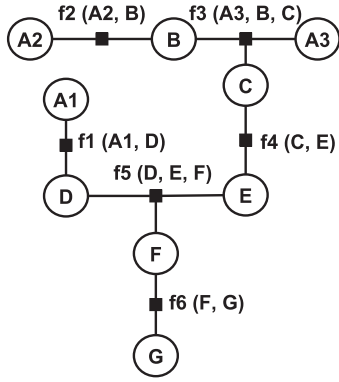 f2 (A2, B) f3 (A3, B, C)
A2 B A3
C
A1
f1 (A1, D) f4 (C, E)
f5 (D, E, F)
D E
F
f6 (F, G)
G